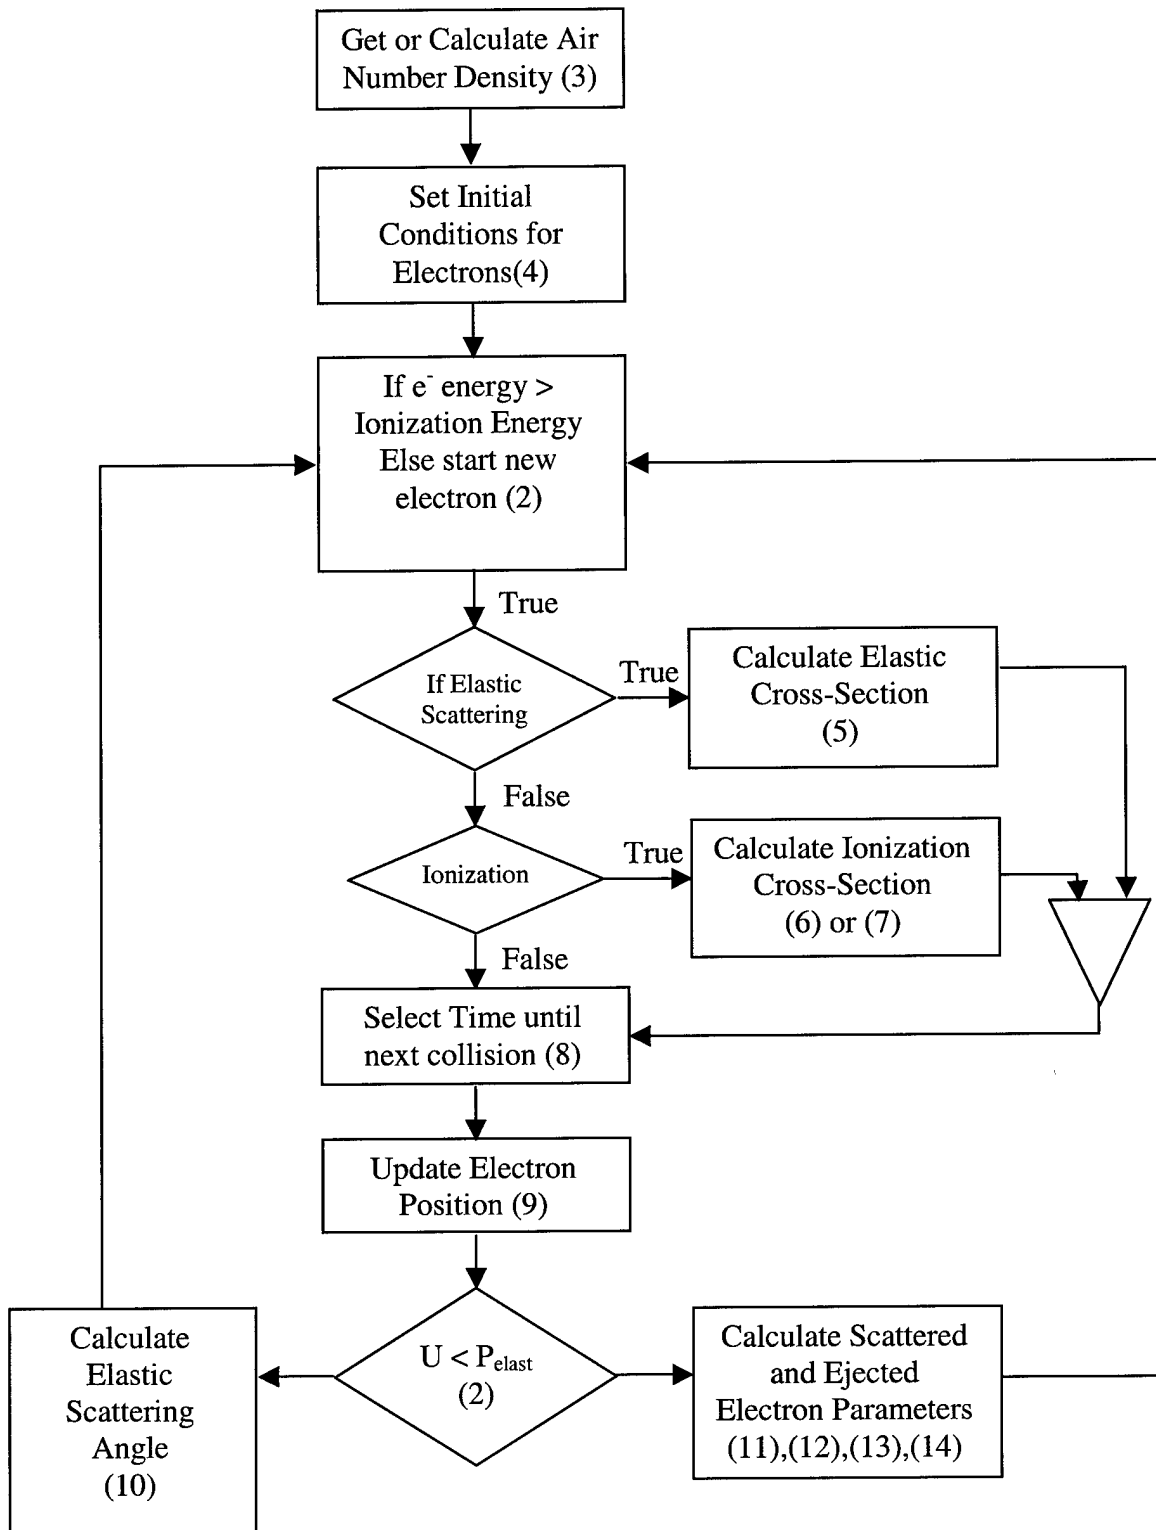 Get or Calculate Air
Number Density (3)
Set Initial
Conditions for
Electrons(4)
If e⁻ energy >
Ionization Energy
Else start new
electron (2)
True
If Elastic
Scattering
True
Calculate Elastic
Cross-Section
(5)
False
Ionization
True
Calculate Ionization
Cross-Section
(6) or (7)
False
Select Time until
next collision (8)
Update Electron
Position (9)
Calculate
Elastic
Scattering
Angle
(10)
U < Pelast
(2)
Calculate Scattered
and Ejected
Electron Parameters
(11),(12),(13),(14)